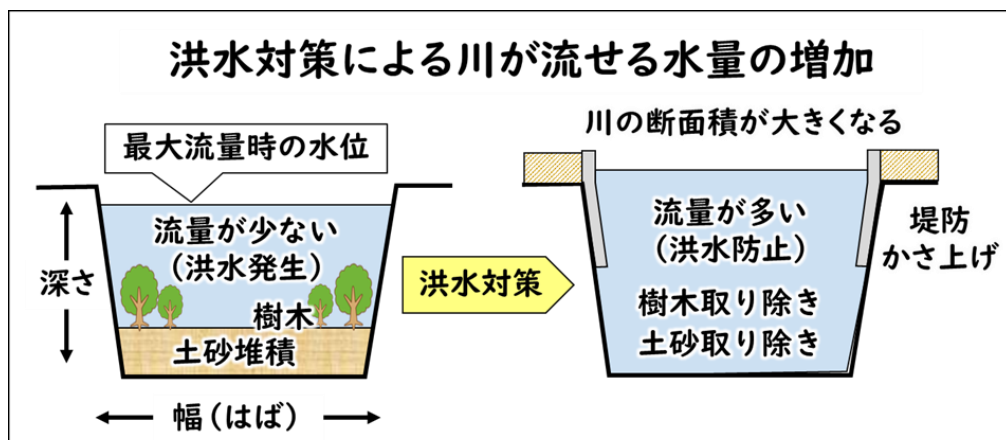 洪水対策による川が流せる水量の増加
最大流量時の水位
流量が少ない
(洪水発生)
深さ
樹木
土砂堆積
幅(はば)
洪水対策
川の断面積が大きくなる
流量が多い
(洪水防止)
樹木取り除き
土砂取り除き
堤防
かさ上げ